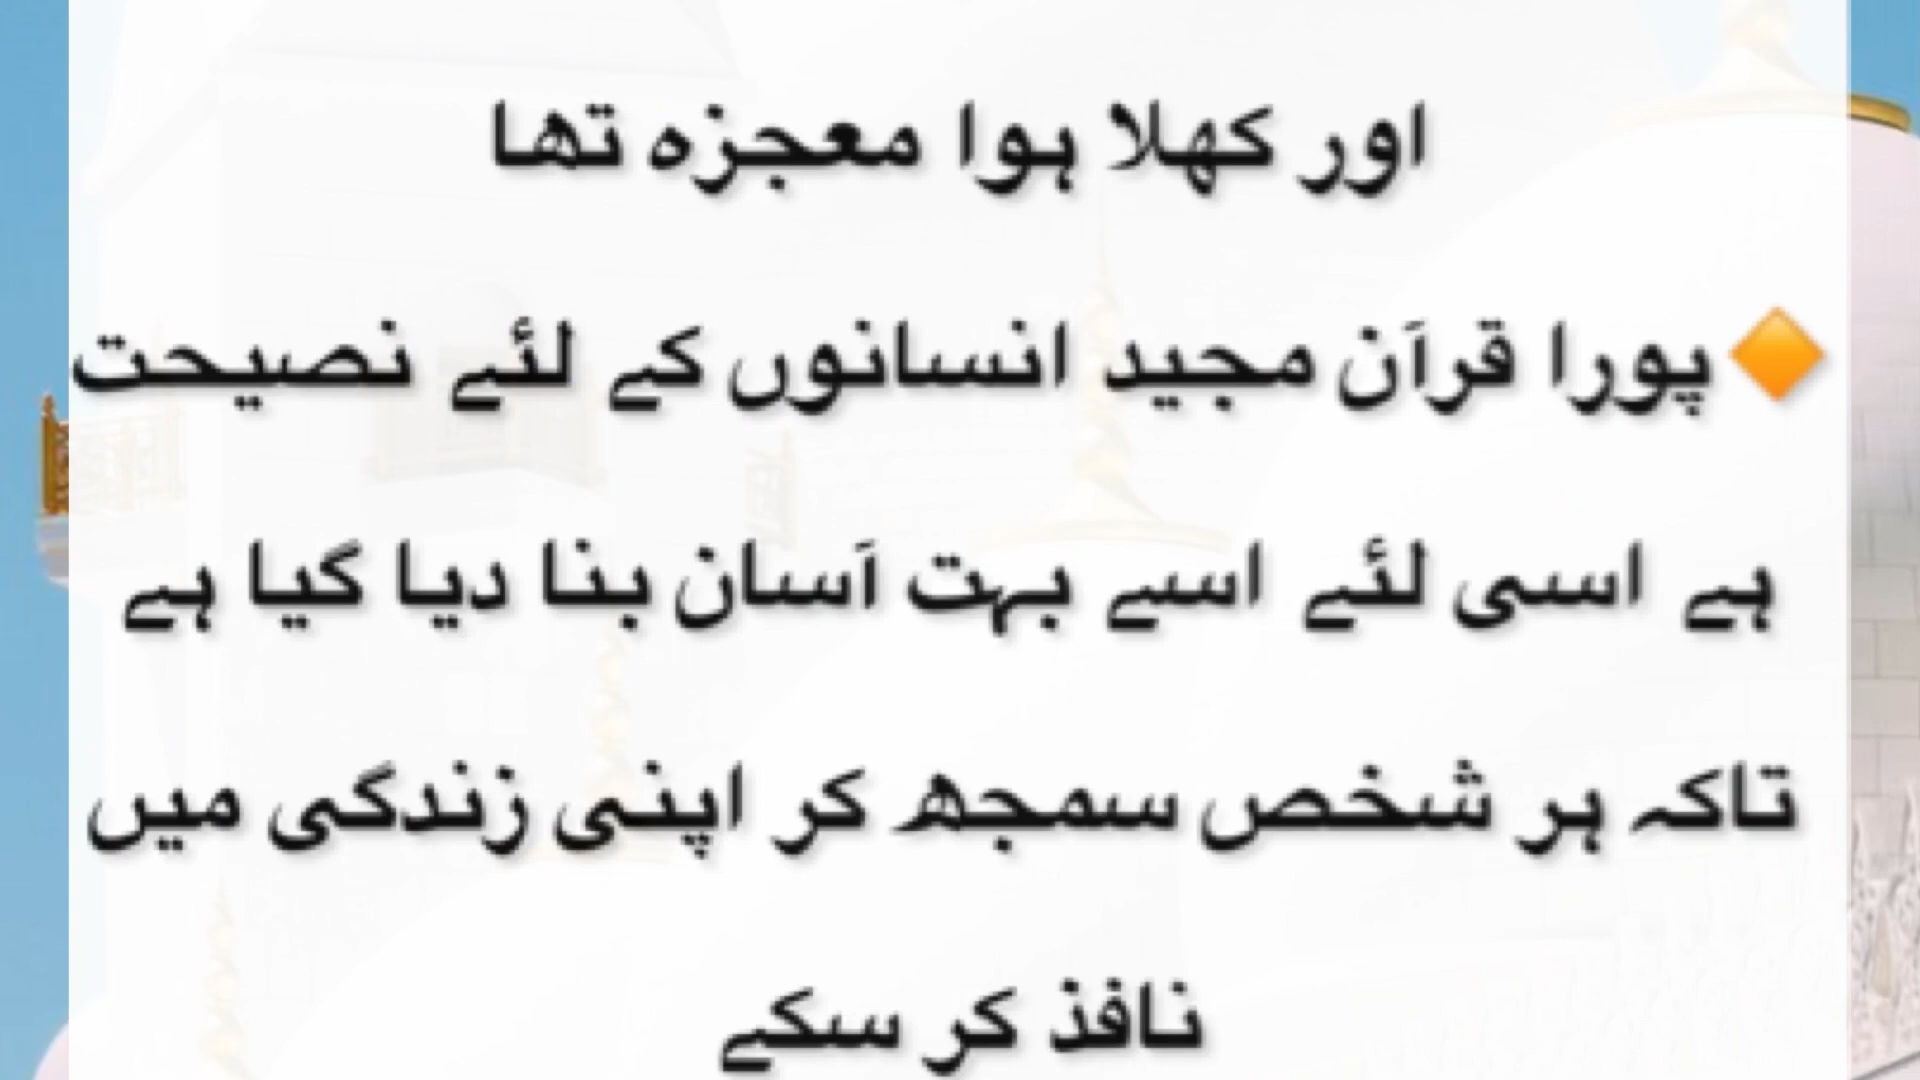 اور کھلا ہوا معجزہ تھا
🔶پورا قرآن مجید انسانوں کے لئے نصیحت
ہے اسی لئے اسے بہت آسان بنا دیا گیا ہے
تاکہ ہر شخص سمجھ کر اپنی زندگی میں
نافذ کر سکے